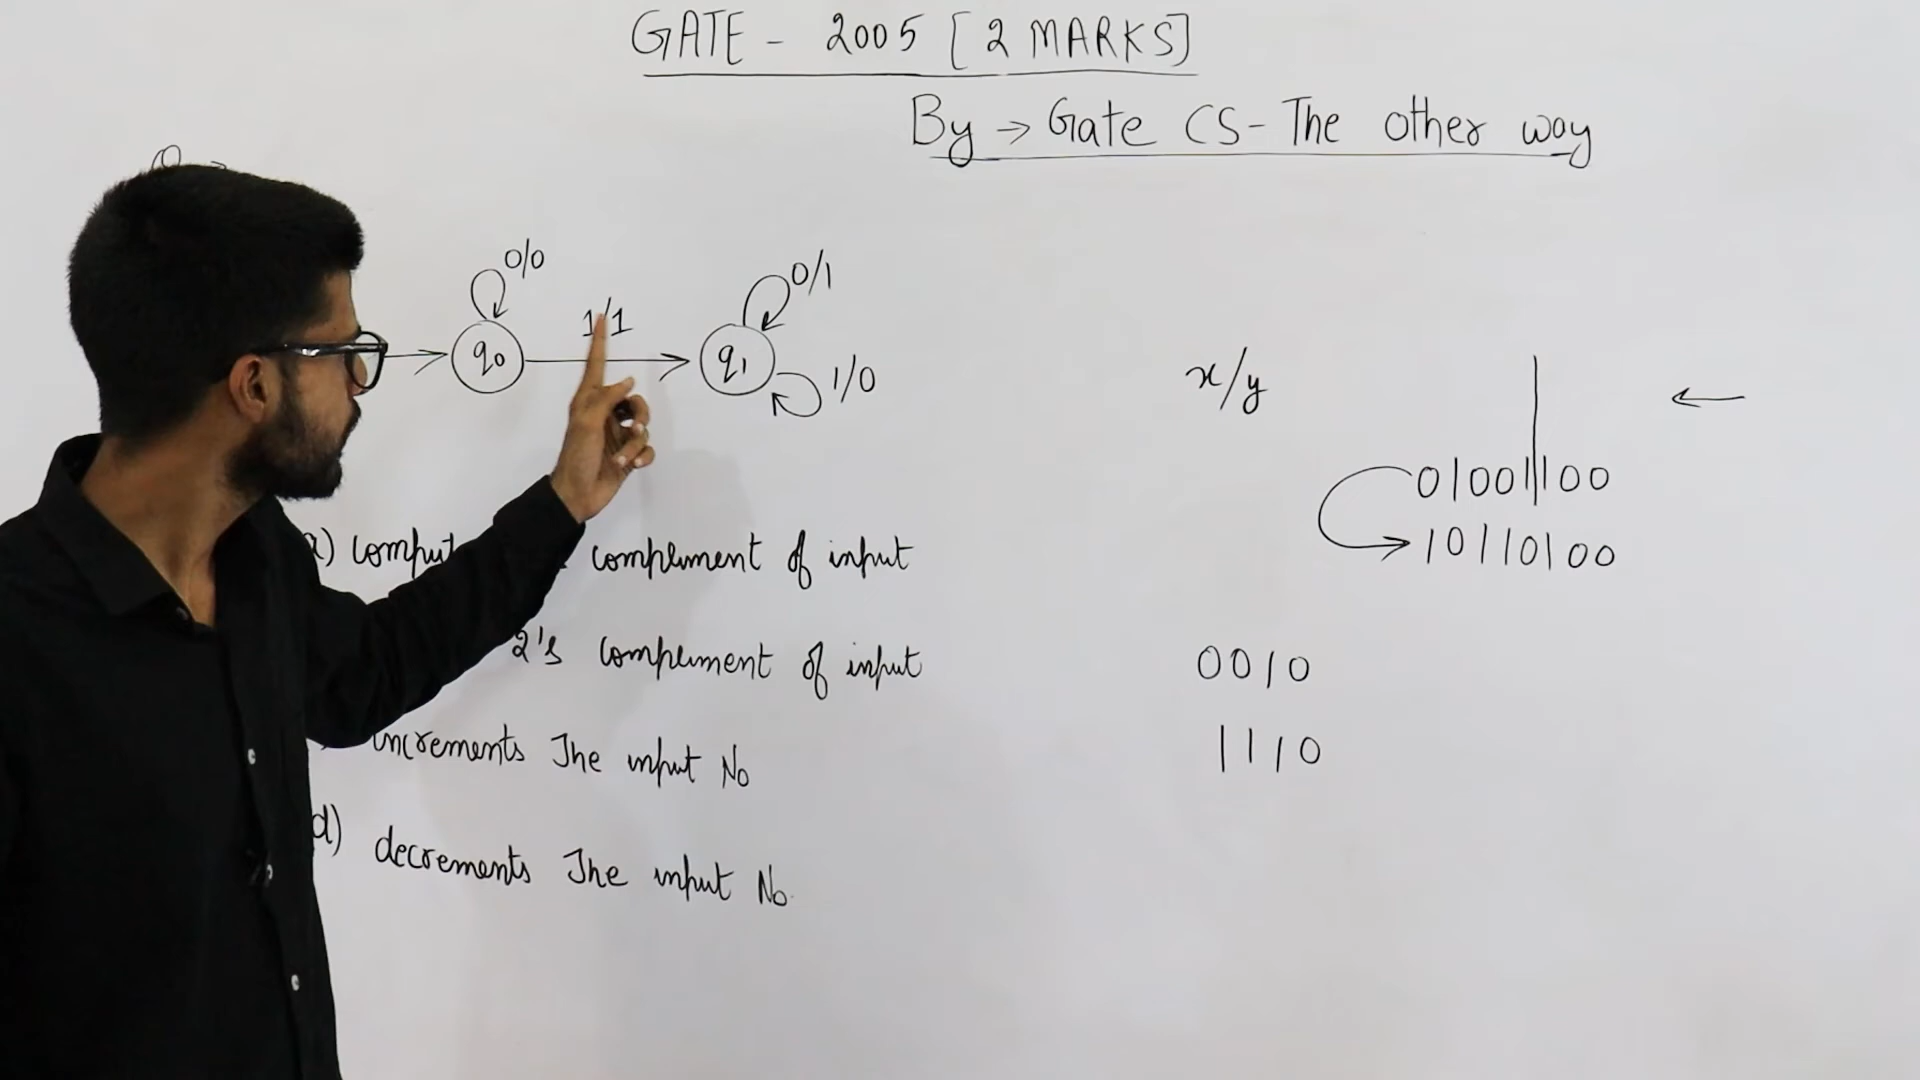 GATE - 2005 [2 MARKS]
By → Gate CS - The other way
Q →
0/0
1/1
0/1
q0
q1
1/0
x/y
←
01001100
10110100
a) comput complement of input
2's complement of input
0010
increments The input No
1110
d) decrements The input No.